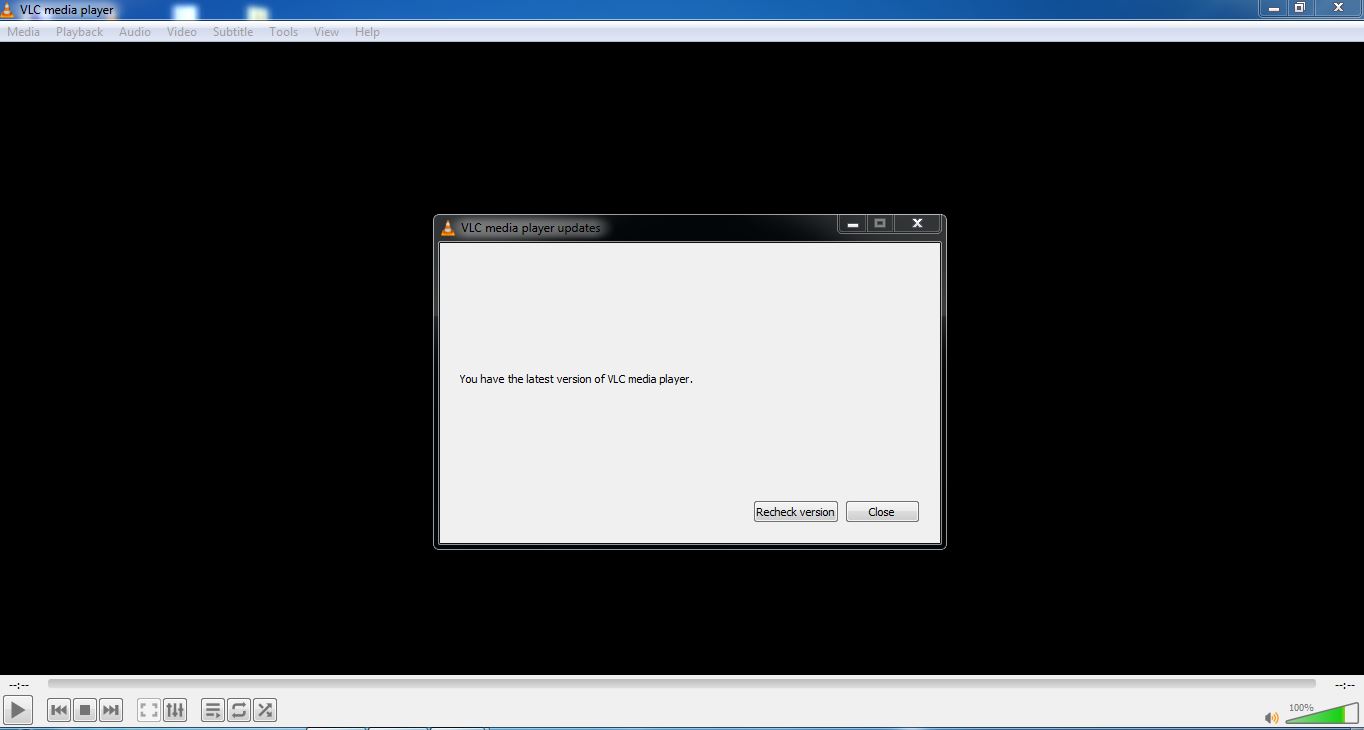 VLC media player
Media Playback Audio Video Subtitle Tools View Help
VLC media player updates
You have the latest version of VLC media player.
Recheck version Close
--:-- --:--
100%